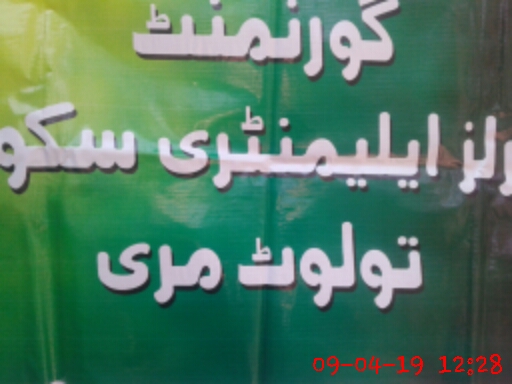 گورنمنٹ
رلز ایلیمنٹری سکو
تولوٹ مری
09-04-19 12:28